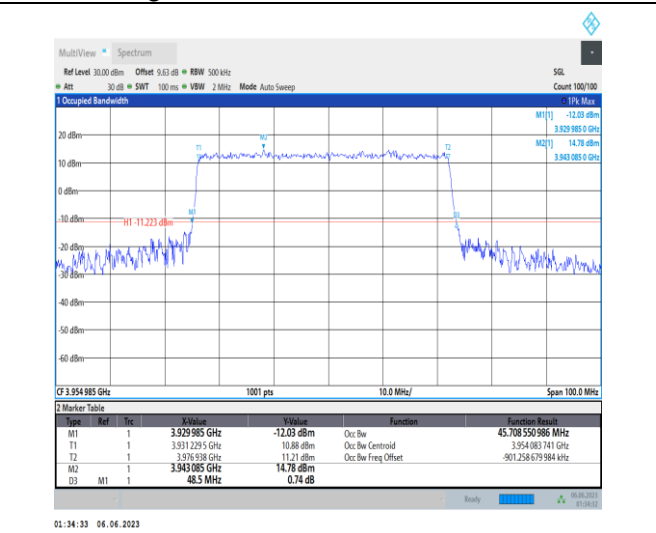 MultiView Spectrum
Ref Level 30.00 dBm Offset 9.63 dB RBW 500 kHz SGL
Att 30 dB SWT 100 ms VBW 2 MHz Mode Auto Sweep Count 100/100
1 Occupied Bandwidth 1Pk Max
M1[1] -12.03 dBm
3.929 985 0 GHz
M2[1] 14.78 dBm
3.943 085 0 GHz
20 dBm
M2
T1 T2
10 dBm
0 dBm
M1 D3
-10 dBm
H1 -11.223 dBm
-20 dBm
-30 dBm
-40 dBm
-50 dBm
-60 dBm
CF 3.954 985 GHz 1001 pts 10.0 MHz/ Span 100.0 MHz
2 Marker Table
Type Ref Trc X-Value Y-Value Function Function Result
M1 1 3.929 985 GHz -12.03 dBm Occ Bw 45.708 550 986 MHz
T1 1 3.931 229 5 GHz 10.88 dBm Occ Bw Centroid 3.954 083 741 GHz
T2 1 3.976 938 GHz 11.21 dBm Occ Bw Freq Offset -901.258 679 984 kHz
M2 1 3.943 085 GHz 14.78 dBm
D3 M1 1 48.5 MHz 0.74 dB
Ready 06.06.2023
01:34:32
01:34:33 06.06.2023